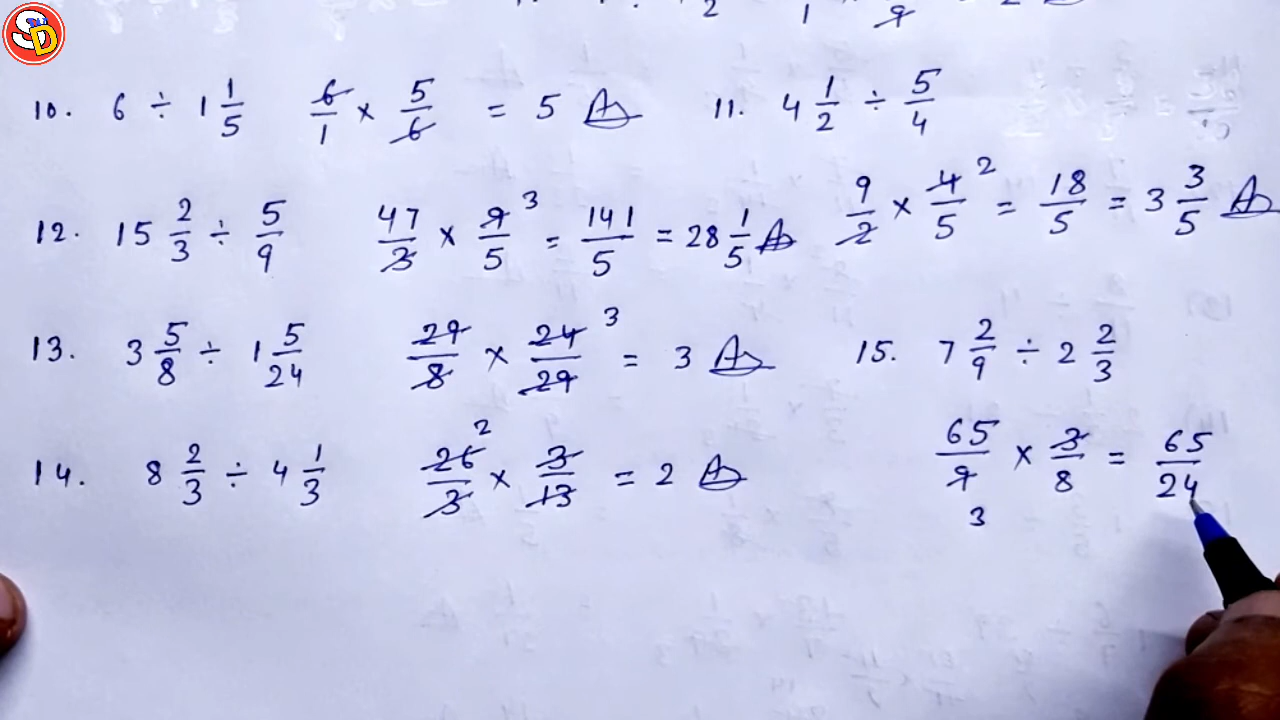 SD
10. 6 ÷ 1 1/5 6/1 × 5/6 = 5 Ans
11. 4 1/2 ÷ 5/4
9/2 × 4/5 2 = 18/5 = 3 3/5 Ans
12. 15 2/3 ÷ 5/9 47/3 × 9/5 3 = 141/5 = 28 1/5 Ans
13. 3 5/8 ÷ 1 5/24 29/8 × 24/29 3 = 3 Ans
14. 8 2/3 ÷ 4 1/3 26/3 2 × 3/13 = 2 Ans
15. 7 2/9 ÷ 2 2/3
65/9 × 3/8 = 65/24
3